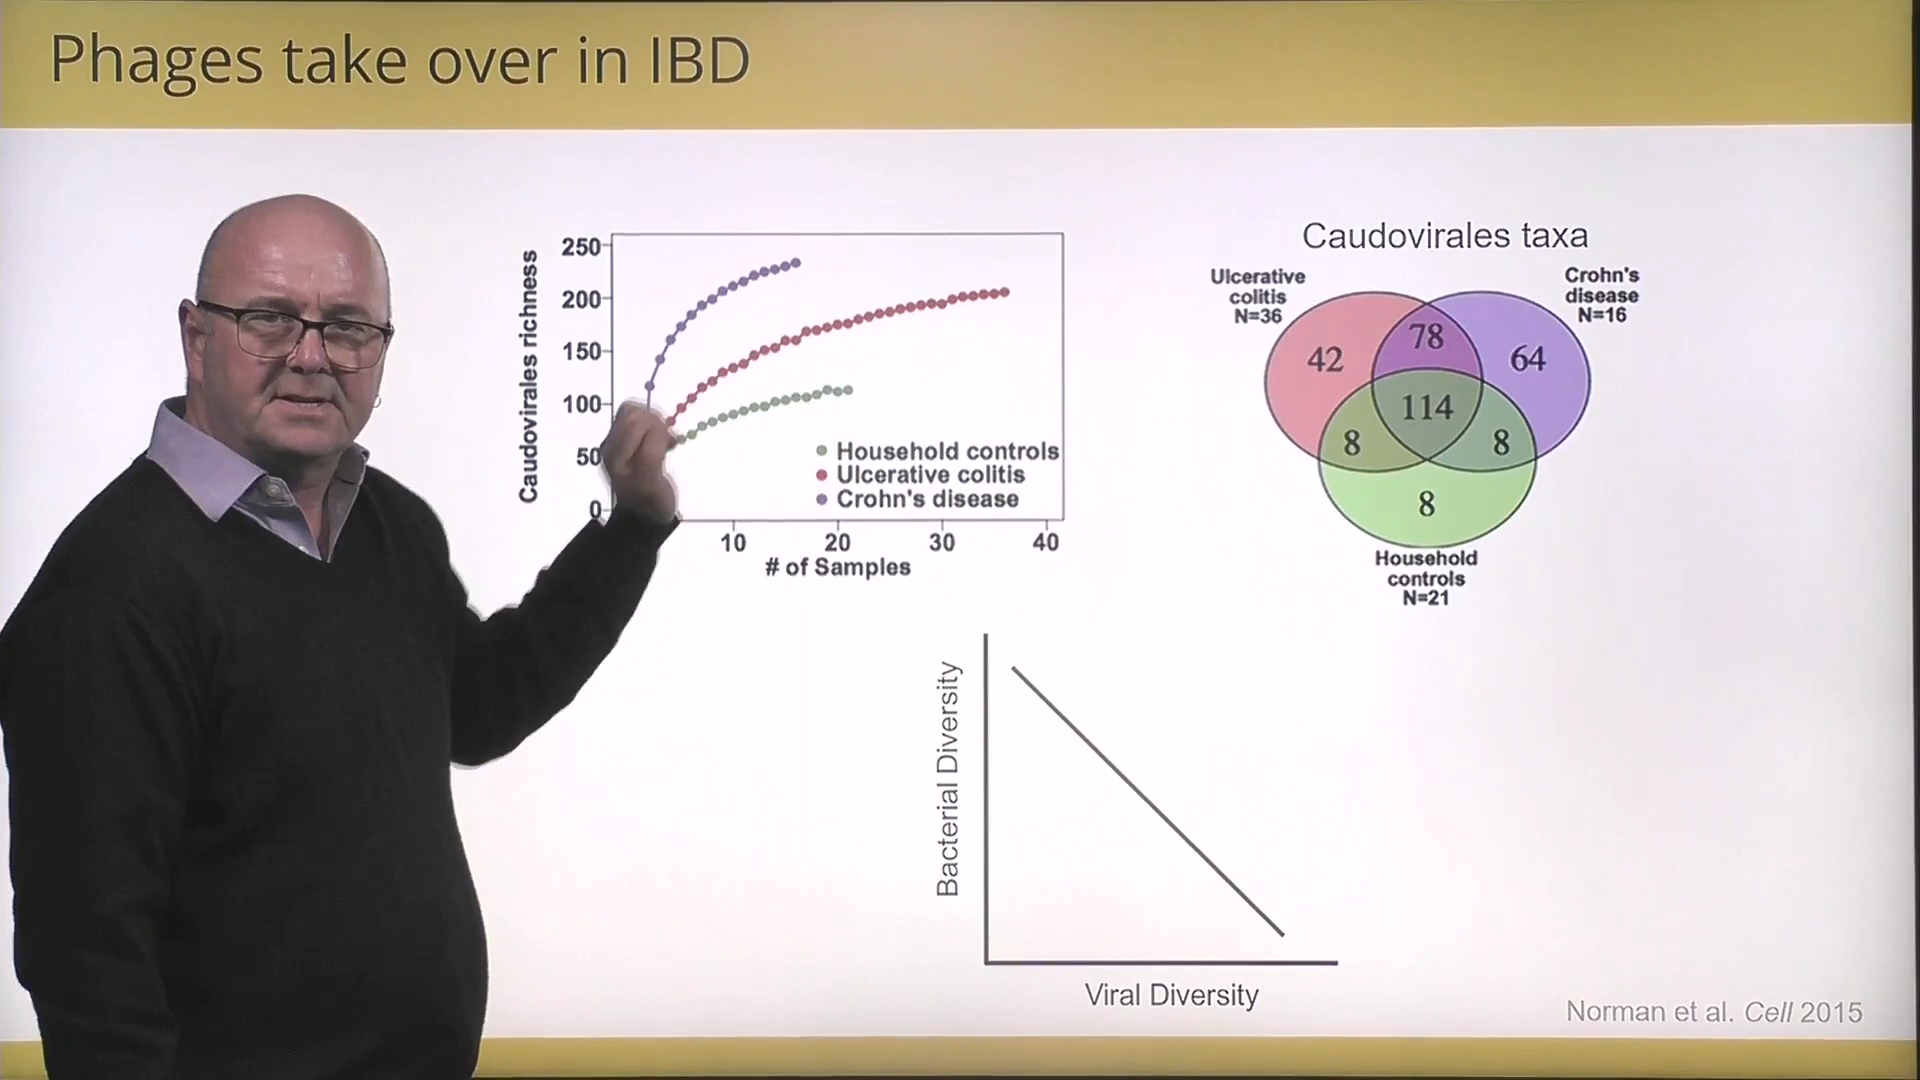 Phages take over in IBD
Caudovirales richness
250
200
150
100
50
0
10
20
30
40
# of Samples
Household controls
Ulcerative colitis
Crohn's disease
Caudovirales taxa
Ulcerative
colitis
N=36
Crohn's
disease
N=16
42
78
64
114
8
8
8
Household
controls
N=21
Bacterial Diversity
Viral Diversity
Norman et al. Cell 2015